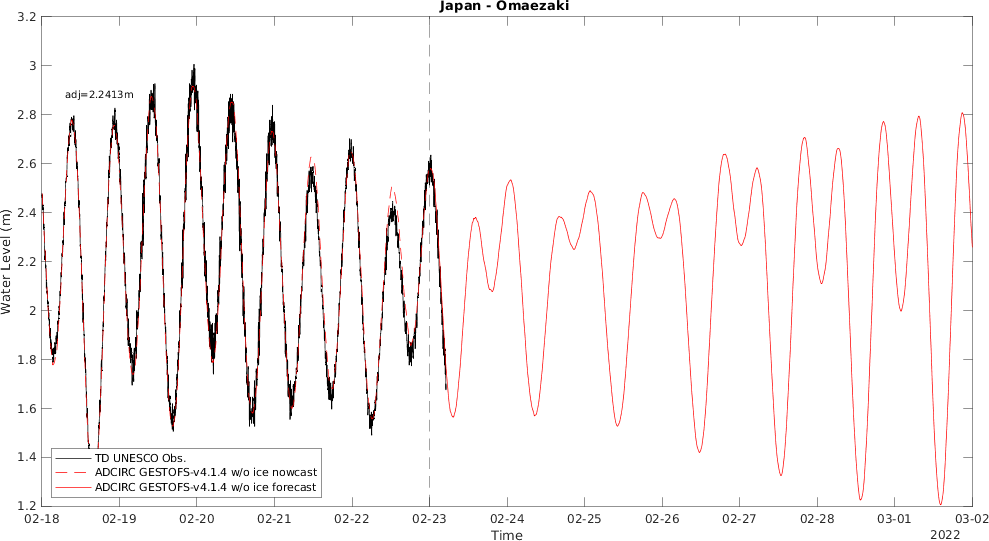 Japan - Omaezaki
3.2
3
2.8
2.6
2.4
2.2
2
1.8
1.6
1.4
1.2
Water Level (m)
adj=2.2413m
TD UNESCO Obs.
ADCIRC GESTOFS-v4.1.4 w/o ice nowcast
ADCIRC GESTOFS-v4.1.4 w/o ice forecast
02-18 02-19 02-20 02-21 02-22 02-23 02-24 02-25 02-26 02-27 02-28 03-01 03-02
Time
2022